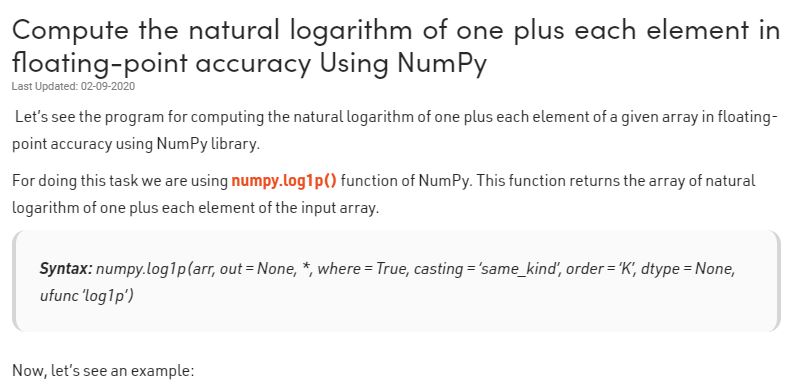 Compute the natural logarithm of one plus each element in
floating-point accuracy Using NumPy
Last Updated: 02-09-2020
Let's see the program for computing the natural logarithm of one plus each element of a given array in floating-
point accuracy using NumPy library.
For doing this task we are using numpy.log1p() function of NumPy. This function returns the array of natural
logarithm of one plus each element of the input array.
Syntax: numpy.log1p(arr, out = None, *, where = True, casting = 'same_kind', order = 'K', dtype = None,
ufunc 'log1p')
Now, let's see an example: